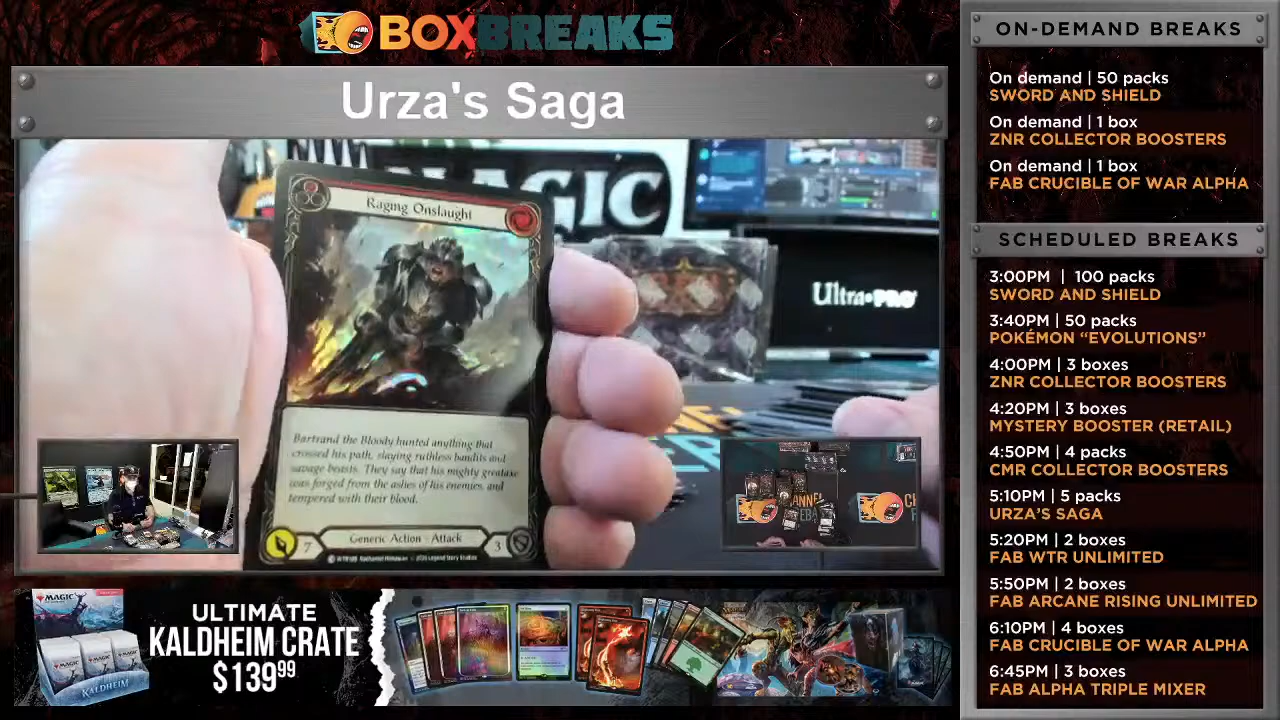 BOXBREAKS
Urza's Saga
MAGIC
Ultra•PRO
Raging Onslaught
Bartrand the Bloody hunted anything that
crossed his path, slaying ruthless bandits and
savage beasts. They say that his mighty greataxe
was forged from the ashes of his enemies, and
tempered with their blood.
7
Generic Action - Attack
3
ULTIMATE
KALDHEIM CRATE
$139.99
MAGIC
KALDHEIM
ON-DEMAND BREAKS
On demand | 50 packs
SWORD AND SHIELD
On demand | 1 box
ZNR COLLECTOR BOOSTERS
On demand | 1 box
FAB CRUCIBLE OF WAR ALPHA
SCHEDULED BREAKS
3:00PM | 100 packs
SWORD AND SHIELD
3:40PM | 50 packs
POKÉMON “EVOLUTIONS”
4:00PM | 3 boxes
ZNR COLLECTOR BOOSTERS
4:20PM | 3 boxes
MYSTERY BOOSTER (RETAIL)
4:50PM | 4 packs
CMR COLLECTOR BOOSTERS
5:10PM | 5 packs
URZA’S SAGA
5:20PM | 2 boxes
FAB WTR UNLIMITED
5:50PM | 2 boxes
FAB ARCANE RISING UNLIMITED
6:10PM | 4 boxes
FAB CRUCIBLE OF WAR ALPHA
6:45PM | 3 boxes
FAB ALPHA TRIPLE MIXER